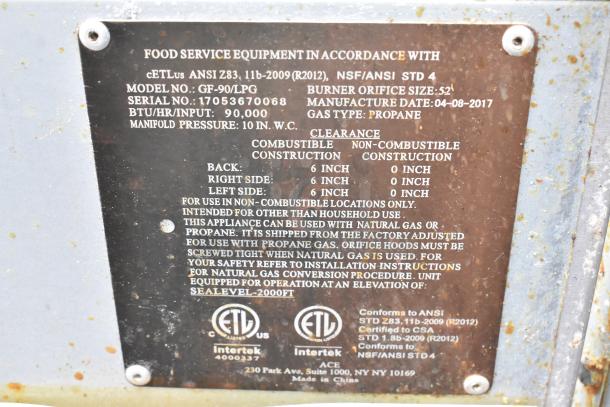 FOOD SERVICE EQUIPMENT IN ACCORDANCE WITH
cETLus ANSI Z83, 11b-2009 (R2012), NSF/ANSI STD 4
MODEL NO.: GF-90/LPG BURNER ORIFICE SIZE: 52
SERIAL NO.: 17053670068 MANUFACTURE DATE: 04-08-2017
BTU/HR/INPUT: 90,000 GAS TYPE: PROPANE
MANIFOLD PRESSURE: 10 IN. W.C.
CLEARANCE
COMBUSTIBLE NON-COMBUSTIBLE
CONSTRUCTION CONSTRUCTION
BACK: 6 INCH 0 INCH
RIGHT SIDE: 6 INCH 0 INCH
LEFT SIDE: 6 INCH 0 INCH
FOR USE IN NON-COMBUSTIBLE LOCATIONS ONLY.
INTENDED FOR OTHER THAN HOUSEHOLD USE.
THIS APPLIANCE CAN BE USED WITH NATURAL GAS OR
PROPANE. IT IS SHIPPED FROM THE FACTORY ADJUSTED
FOR USE WITH PROPANE GAS. ORIFICE HOODS MUST BE
SCREWED TIGHT WHEN NATURAL GAS IS USED. FOR
YOUR SAFETY REFER TO INSTALLATION INSTRUCTIONS
FOR NATURAL GAS CONVERSION PROCEDURE. UNIT
EQUIPPED FOR OPERATION AT AN ELEVATION OF:
SEALEVEL-2000FT
C ETL US
Intertek
4000337
ETL
Intertek
Conforms to ANSI
STD Z83.11b-2009 (R2012)
Certified to CSA
STD 1.8b-2009 (R2012)
Conforms to
NSF/ANSI STD 4
ACE
230 Park Ave, Suite 1000, NY NY 10169
Made in China